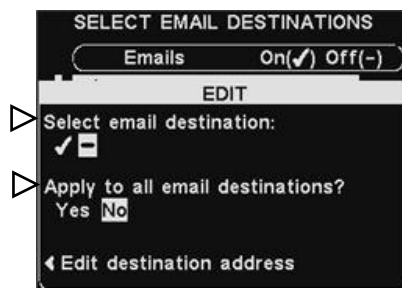 SELECT EMAIL DESTINATIONS
Emails On(✓) Off(-)
EDIT
Select email destination:
✓ -
Apply to all email destinations?
Yes No
Edit destination address